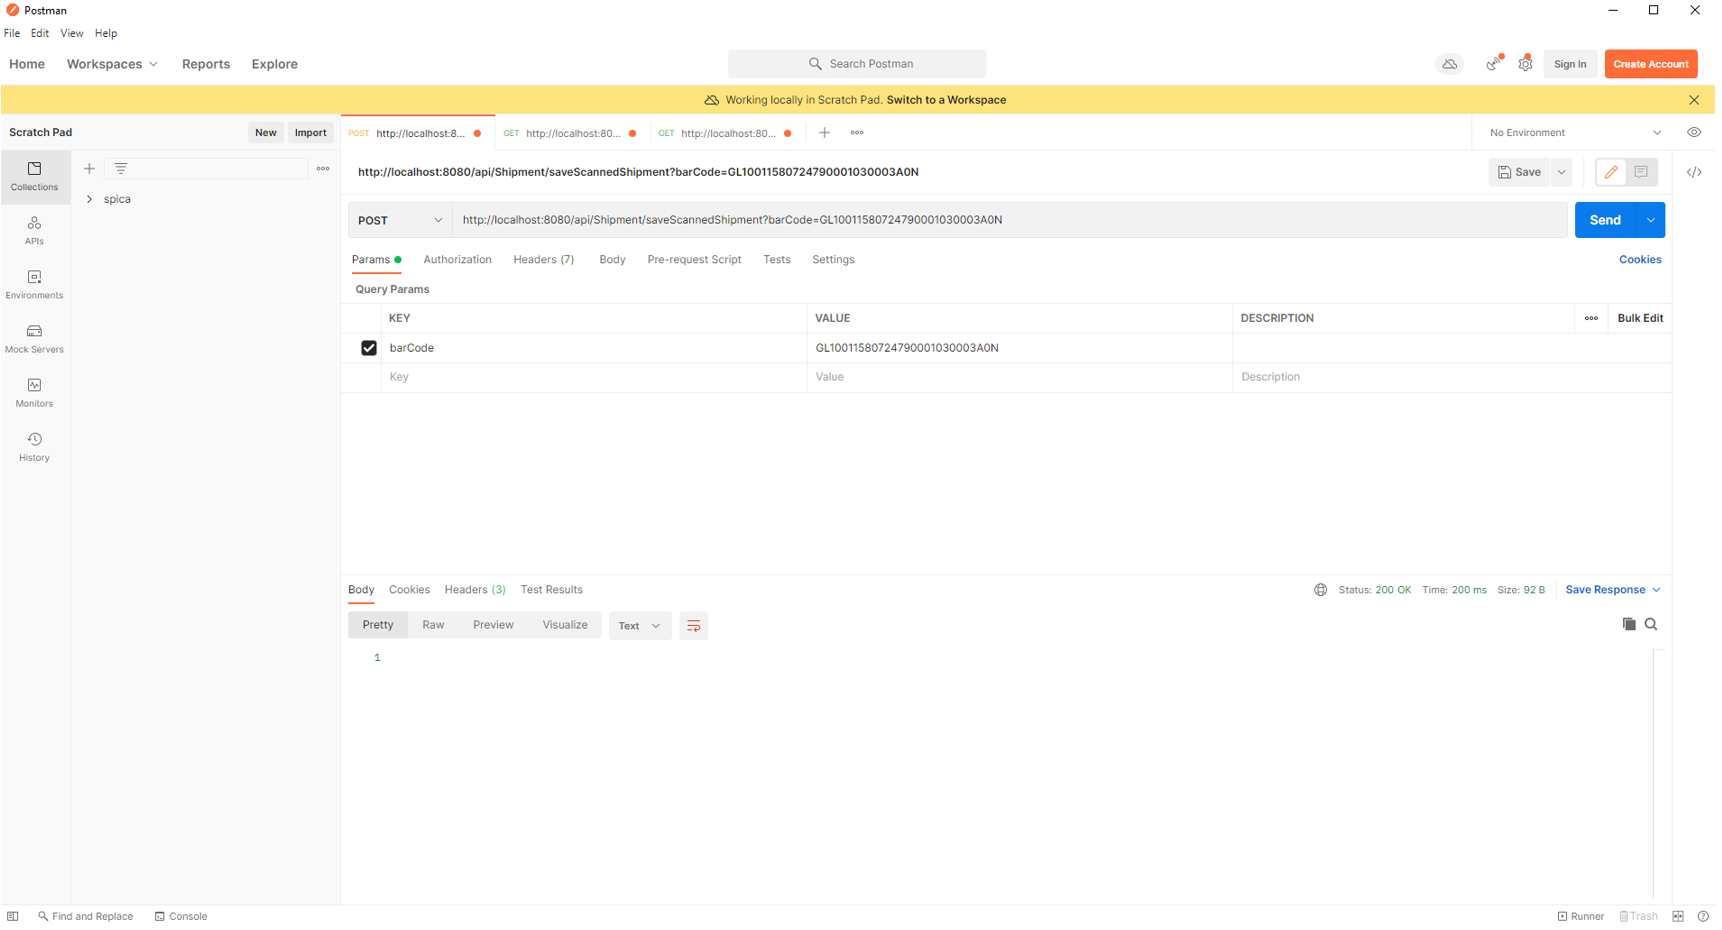 Postman
File Edit View Help
Home Workspaces Reports Explore
Search Postman
Sign In
Create Account
Working locally in Scratch Pad. Switch to a Workspace
Scratch Pad
New
Import
POST http://localhost:8...
GET http://localhost:80...
GET http://localhost:80...
No Environment
Collections
APIs
Environments
Mock Servers
Monitors
History
spica
http://localhost:8080/api/Shipment/saveScannedShipment?barCode=GL10011580724790001030003A0N
Save
POST http://localhost:8080/api/Shipment/saveScannedShipment?barCode=GL10011580724790001030003A0N
Send
Params Authorization Headers (7) Body Pre-request Script Tests Settings
Cookies
Query Params
KEY VALUE DESCRIPTION Bulk Edit
barCode GL10011580724790001030003A0N
Key Value Description
Body Cookies Headers (3) Test Results
Status: 200 OK Time: 200 ms Size: 92 B Save Response
Pretty Raw Preview Visualize Text
1
Find and Replace Console
Runner Trash